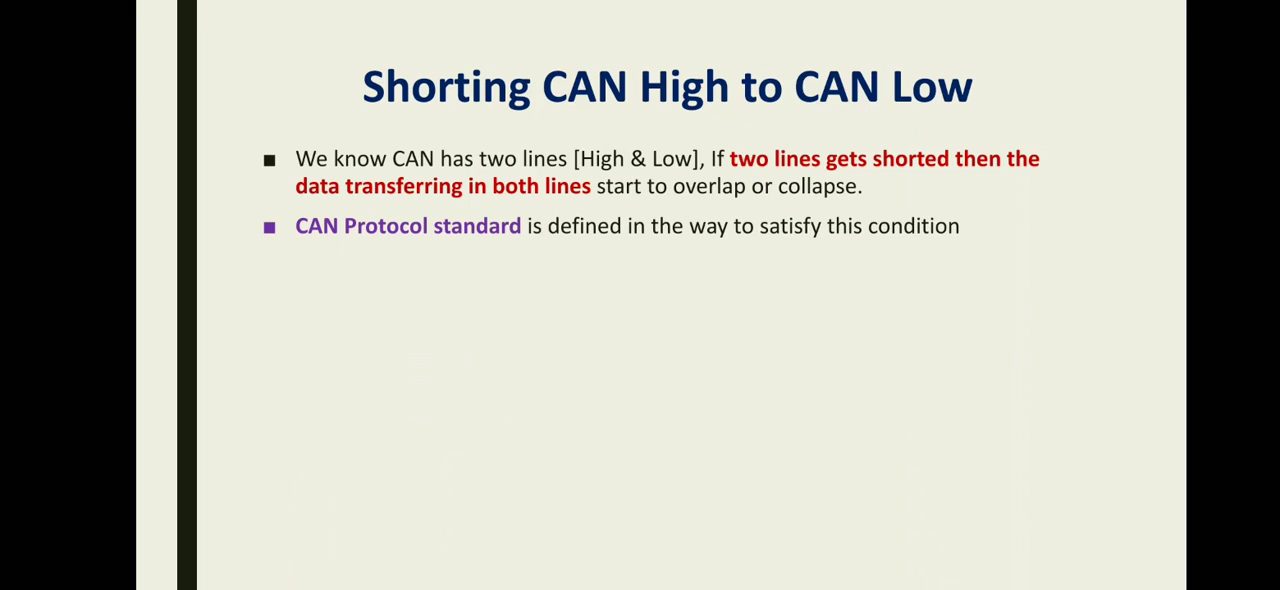 Shorting CAN High to CAN Low
We know CAN has two lines [High & Low], If two lines gets shorted then the
data transferring in both lines start to overlap or collapse.
CAN Protocol standard is defined in the way to satisfy this condition